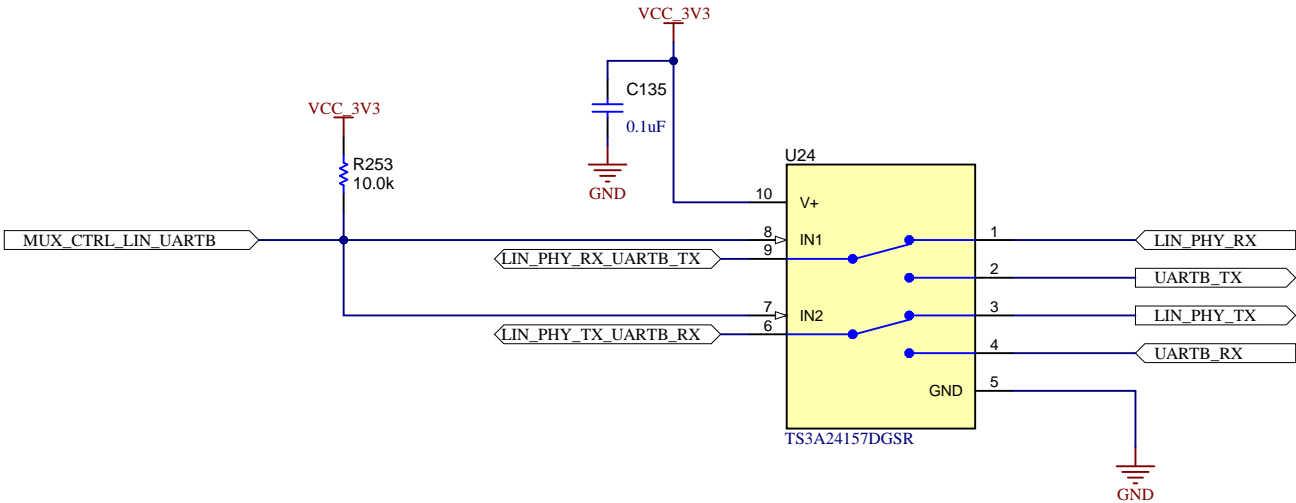 VCC_3V3
C135
0.1uF
GND
VCC_3V3
R253
10.0k
MUX_CTRL_LIN_UARTB
LIN_PHY_RX_UARTB_TX
LIN_PHY_TX_UARTB_RX
U24
10 V+
8 IN1
9
7 IN2
6
1 LIN_PHY_RX
2 UARTB_TX
3 LIN_PHY_TX
4 UARTB_RX
GND 5
TS3A24157DGSR
GND